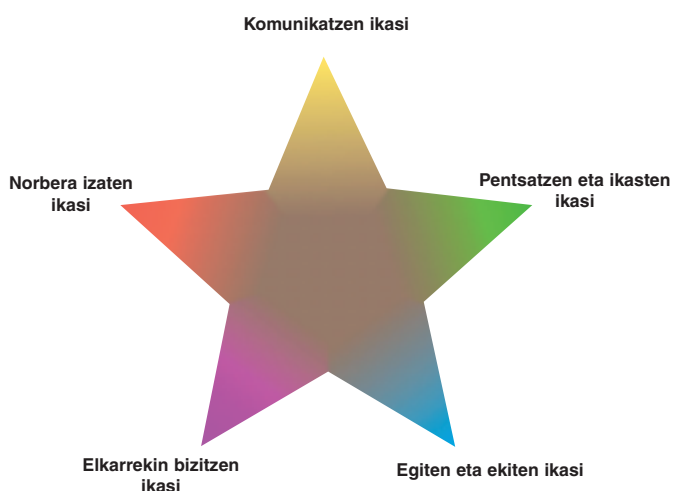 Komunikatzen ikasi
Norbera izaten
ikasi
Pentsatzen eta ikasten
ikasi
Elkarrekin bizitzen
ikasi
Egiten eta ekiten ikasi